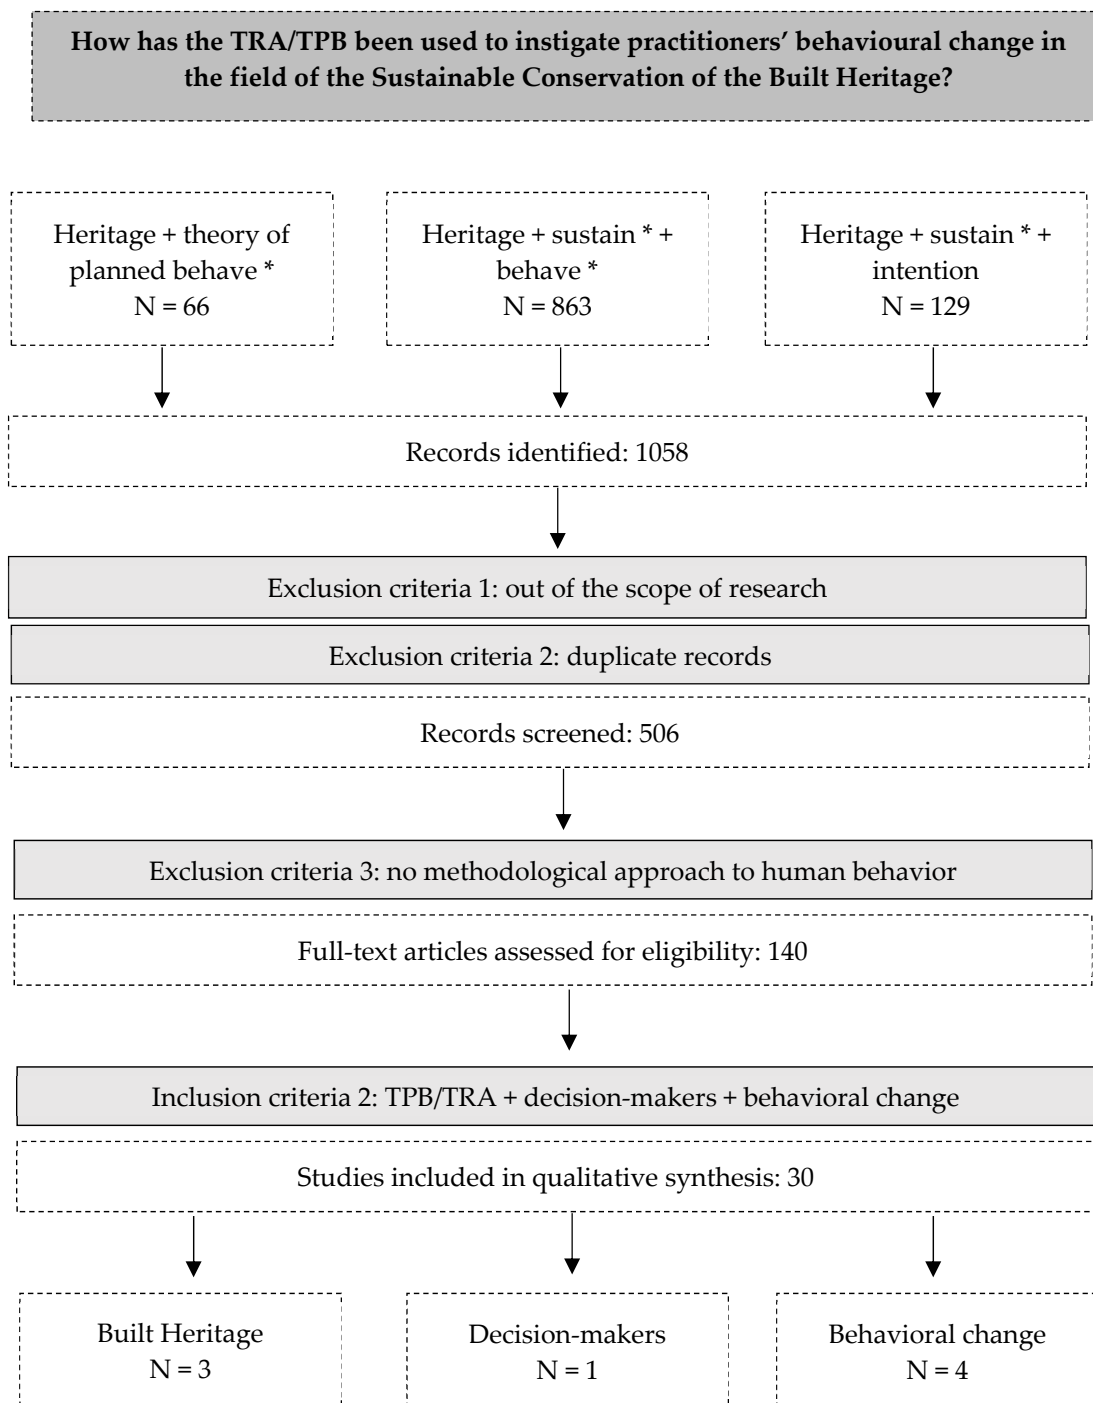 How has the TRA/TPB been used to instigate practitioners’ behavioural change in
the field of the Sustainable Conservation of the Built Heritage?
Heritage + theory of
planned behave *
N = 66
Heritage + sustain * +
behave *
N = 863
Heritage + sustain * +
intention
N = 129
Records identified: 1058
Exclusion criteria 1: out of the scope of research
Exclusion criteria 2: duplicate records
Records screened: 506
Exclusion criteria 3: no methodological approach to human behavior
Full-text articles assessed for eligibility: 140
Inclusion criteria 2: TPB/TRA + decision-makers + behavioral change
Studies included in qualitative synthesis: 30
Built Heritage
N = 3
Decision-makers
N = 1
Behavioral change
N = 4